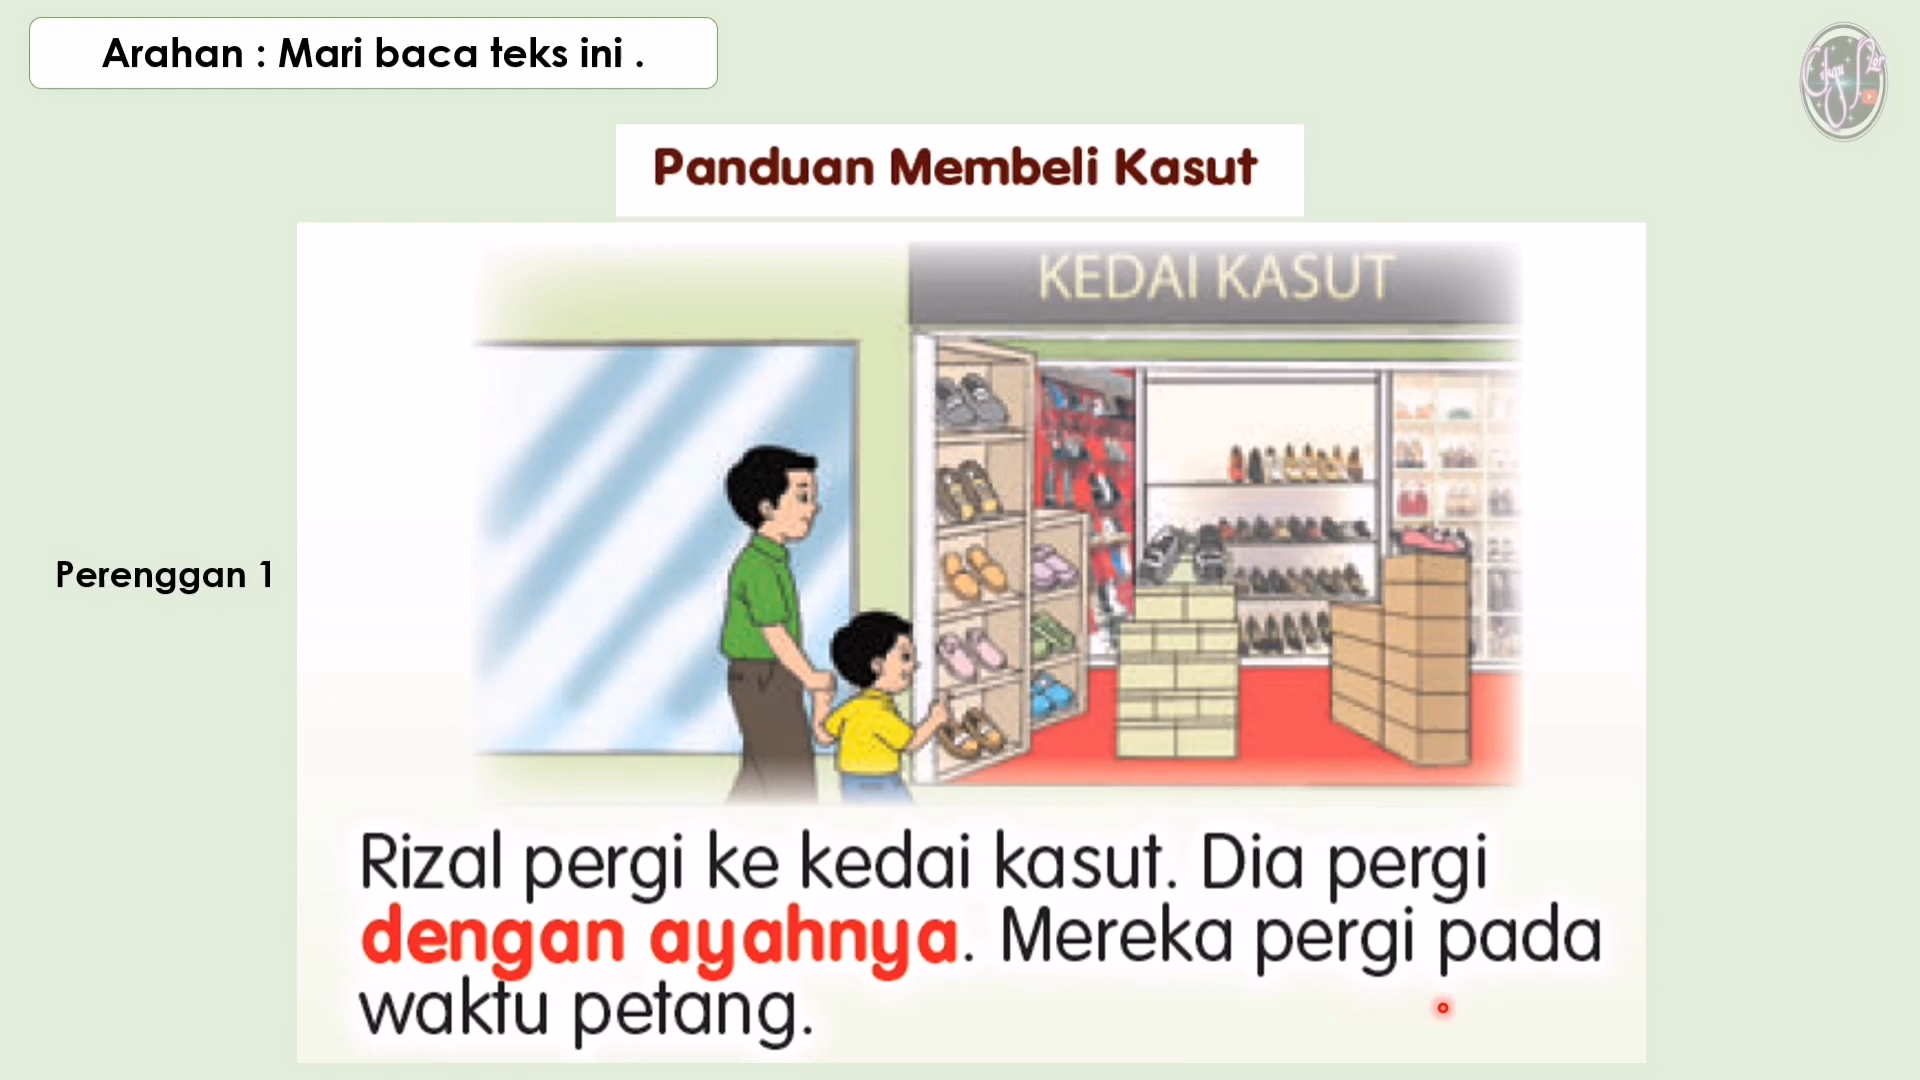 Arahan : Mari baca teks ini .
Panduan Membeli Kasut
KEDAI KASUT
Perenggan 1
Rizal pergi ke kedai kasut. Dia pergi
dengan ayahnya. Mereka pergi pada
waktu petang.